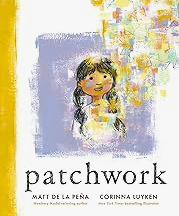 patchwork
MATT DE LA PEÑA CORINNA LUYKEN
Newbery Medal–winning author New York Times bestselling illustrator